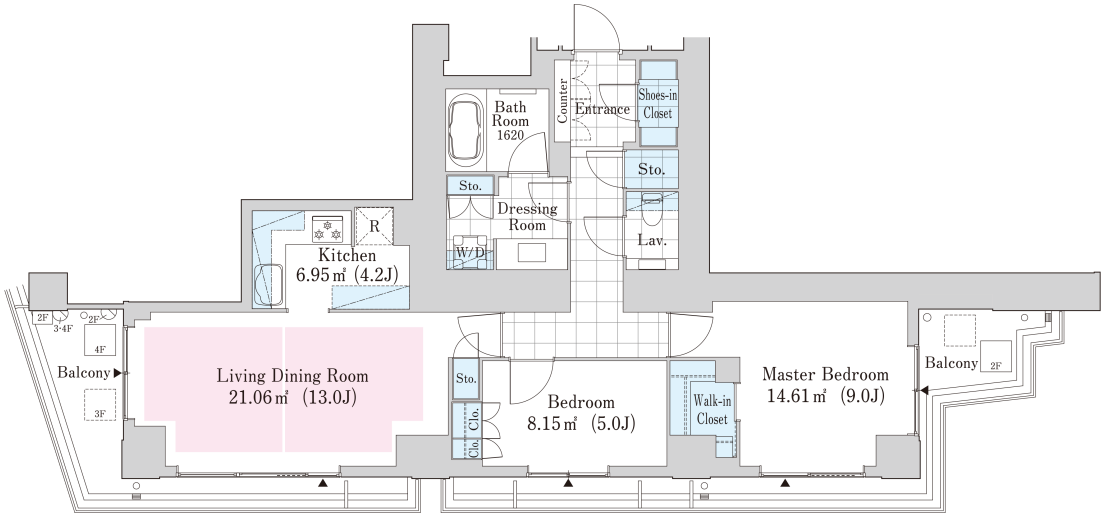 Bath
Room
1620
Counter
Entrance
Shoes-in
Closet
Sto.
Sto.
Dressing
Room
W/D
Lav.
R
Kitchen
6.95㎡ (4.2J)
2F
3·4F
2F
4F
3F
Balcony
Living Dining Room
21.06㎡ (13.0J)
Sto.
Clo.
Clo.
Bedroom
8.15㎡ (5.0J)
Walk-in
Closet
Master Bedroom
14.61㎡ (9.0J)
Balcony
2F